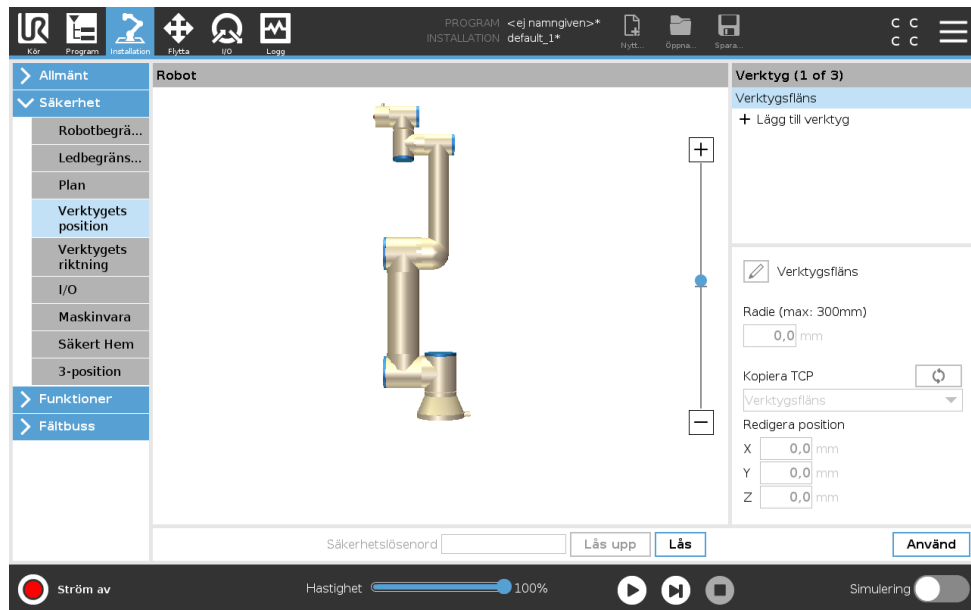 UR
PROGRAM <ej namngiven>*
INSTALLATION default_1*
Kör
Program
Installation
Flytta
I/O
Logg
Nytt...
Öppna...
Spara...
C C
C C
Allmänt
Säkerhet
Robotbegrä...
Ledbegräns...
Plan
Verktygets
position
Verktygets
riktning
I/O
Maskinvara
Säkert Hem
3-position
Funktioner
Fältbuss
Robot
Verktyg (1 of 3)
Verktygsfläns
+ Lägg till verktyg
Verktygsfläns
Radie (max: 300mm)
0,0 mm
Kopiera TCP
Verktygsfläns
Redigera position
X 0,0 mm
Y 0,0 mm
Z 0,0 mm
Säkerhetslösenord
Lås upp
Lås
Använd
Ström av
Hastighet
100%
Simulering